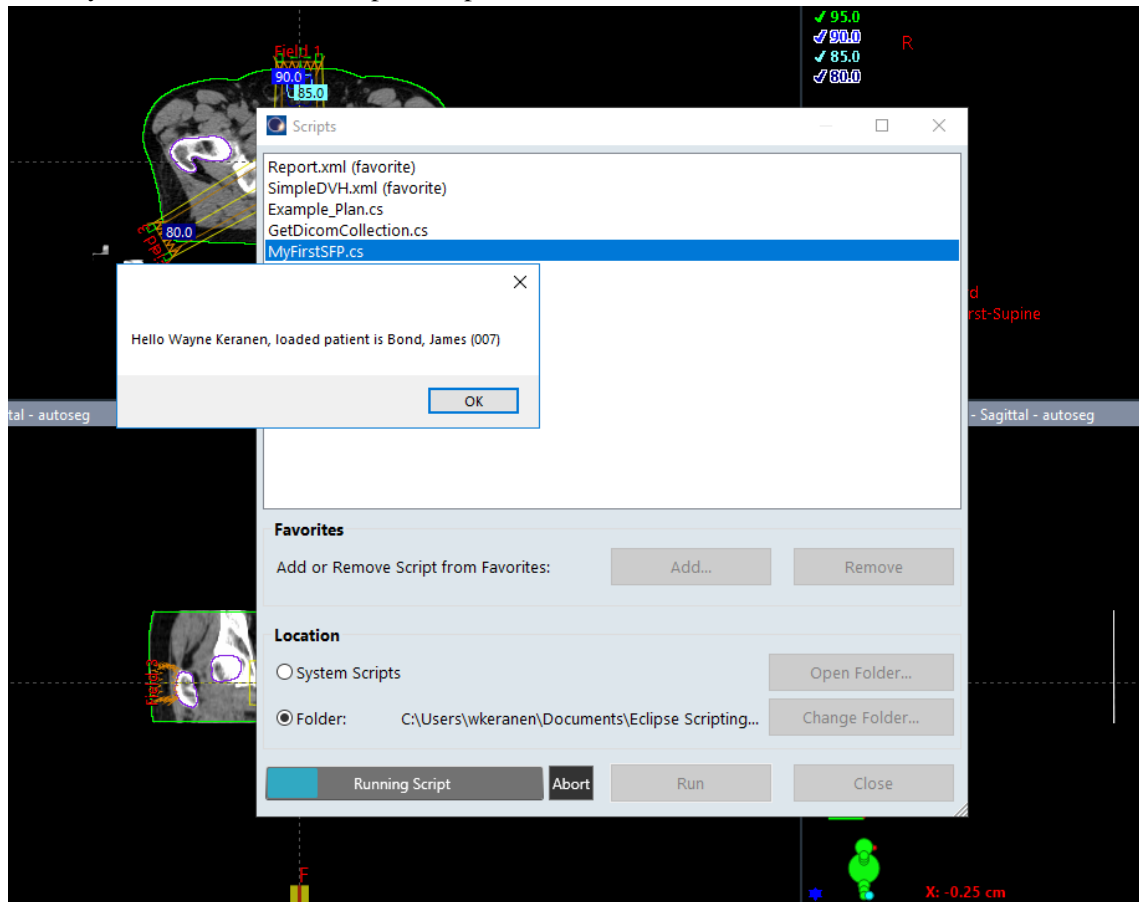 95.0
90.0
85.0
80.0
R
Field 1
90.0
85.0
80.0
Scripts
Report.xml (favorite)
SimpleDVH.xml (favorite)
Example_Plan.cs
GetDicomCollection.cs
MyFirstSFP.cs
Hello Wayne Keranen, loaded patient is Bond, James (007)
OK
d
rst-Supine
tal - autoseg
- Sagittal - autoseg
Favorites
Add or Remove Script from Favorites:
Add...
Remove
Location
System Scripts
Open Folder...
Folder:
C:\Users\wkeranen\Documents\Eclipse Scripting...
Change Folder...
Running Script
Abort
Run
Close
F
X: -0.25 cm